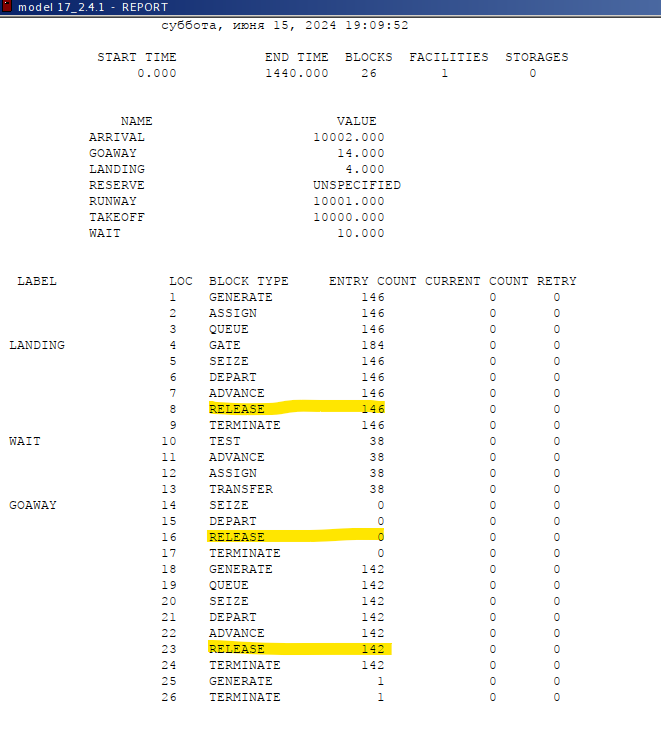 model 17_2.4.1 - REPORT
суббота, июня 15, 2024 19:09:52
START TIME END TIME BLOCKS FACILITIES STORAGES
0.000 1440.000 26 1 0
NAME VALUE
ARRIVAL 10002.000
GOAWAY 14.000
LANDING 4.000
RESERVE UNSPECIFIED
RUNWAY 10001.000
TAKEOFF 10000.000
WAIT 10.000
LABEL LOC BLOCK TYPE ENTRY COUNT CURRENT COUNT RETRY
1 GENERATE 146 0 0
2 ASSIGN 146 0 0
3 QUEUE 146 0 0
LANDING 4 GATE 184 0 0
5 SEIZE 146 0 0
6 DEPART 146 0 0
7 ADVANCE 146 0 0
8 RELEASE 146 0 0
9 TERMINATE 146 0 0
WAIT 10 TEST 38 0 0
11 ADVANCE 38 0 0
12 ASSIGN 38 0 0
13 TRANSFER 38 0 0
GOAWAY 14 SEIZE 0 0 0
15 DEPART 0 0 0
16 RELEASE 0 0 0
17 TERMINATE 0 0 0
18 GENERATE 142 0 0
19 QUEUE 142 0 0
20 SEIZE 142 0 0
21 DEPART 142 0 0
22 ADVANCE 142 0 0
23 RELEASE 142 0 0
24 TERMINATE 142 0 0
25 GENERATE 1 0 0
26 TERMINATE 1 0 0